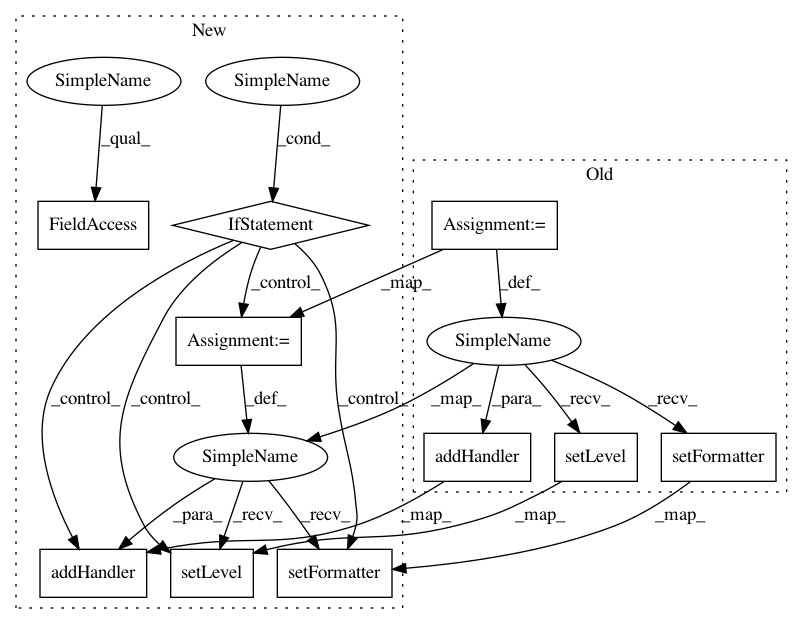 New
SimpleName
SimpleName
_qual_
_cond_
Old
FieldAccess
IfStatement
Assignment:=
_control_
_map_
_def_
Assignment:=
SimpleName
_control_
_control_
_control_
_def_
_map_
_para_
_recv_
_recv_
SimpleName
addHandler
setLevel
setFormatter
_para_
_recv_
_recv_
_map_
_map_
_map_
addHandler
setLevel
setFormatter